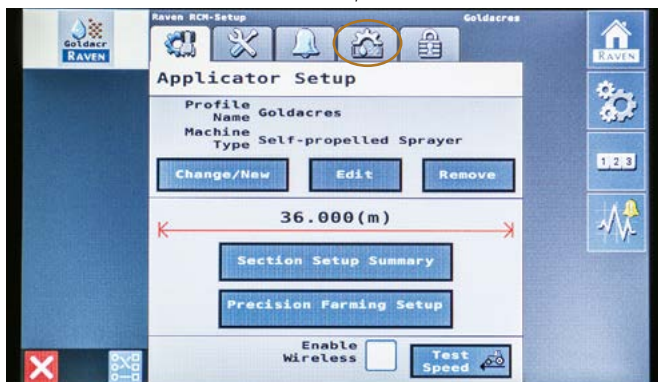 Raven RCM-Setup Goldacres
Goldacr
RAVEN
RAVEN
Applicator Setup
Profile
Name Goldacres
Machine
Type Self-propelled Sprayer
Change/New Edit Remove
1 2 3
36.000(m)
Section Setup Summary
Precision Farming Setup
Enable
Wireless
Test
Speed